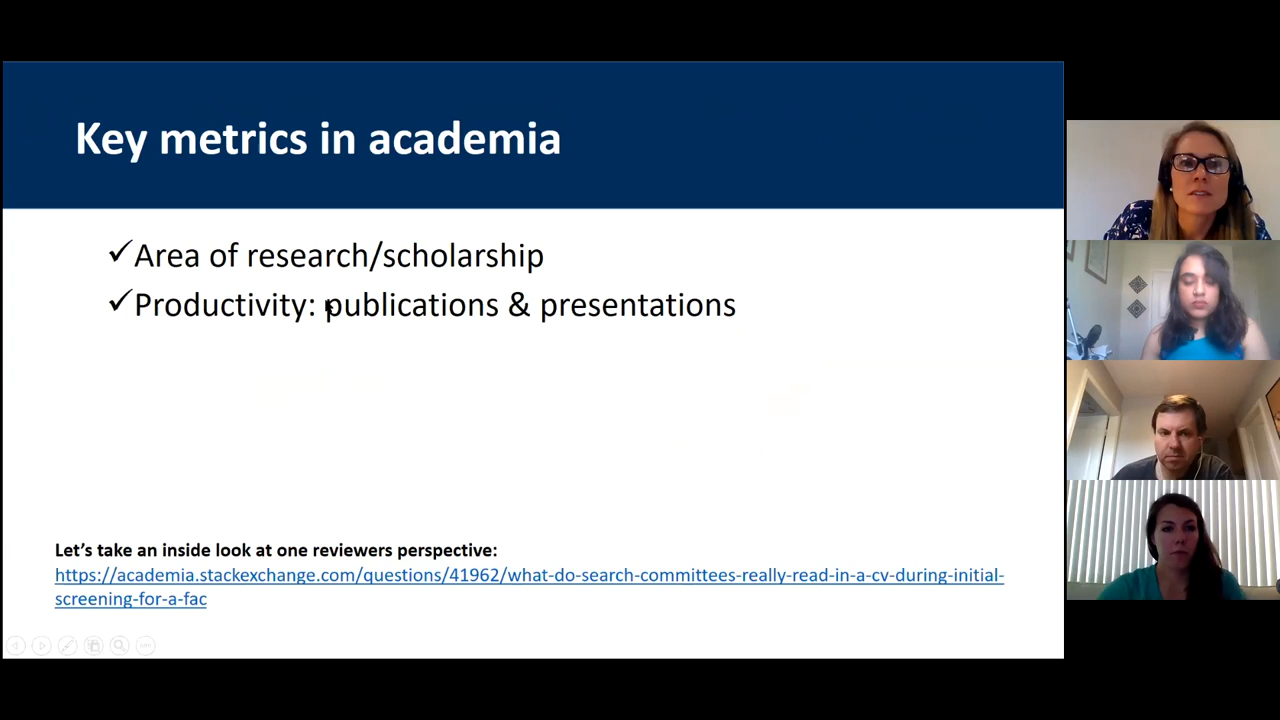 Key metrics in academia
✓Area of research/scholarship
✓Productivity: publications & presentations
Let's take an inside look at one reviewers perspective:
https://academia.stackexchange.com/questions/41962/what-do-search-committees-really-read-in-a-cv-during-initial-
screening-for-a-fac